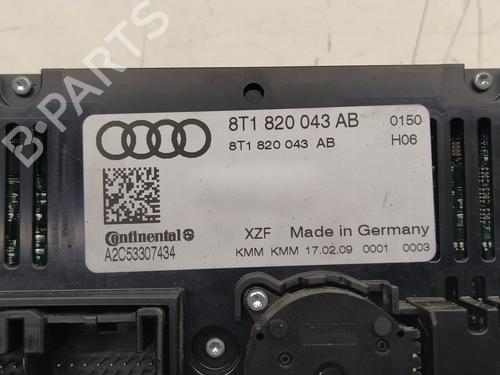 B-PARTS
8T1 820 043 AB 0150
8T1 820 043 AB H06
Continental
A2C53307434
XZF Made in Germany
KMM KMM 17.02.09 0001 0003